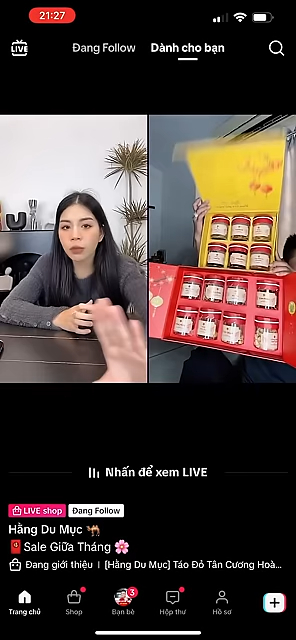 21:27
LIVE
Đang Follow
Dành cho bạn
Nhấn để xem LIVE
LIVE shop
Đang Follow
Hằng Du Mục 🐫
🧧Sale Giữa Tháng 🌸
Đang giới thiệu | [Hằng Du Mục] Táo Đỏ Tân Cương Hoà...
3
Trang chủ
Shop
Bạn bè
Hộp thư
Hồ sơ